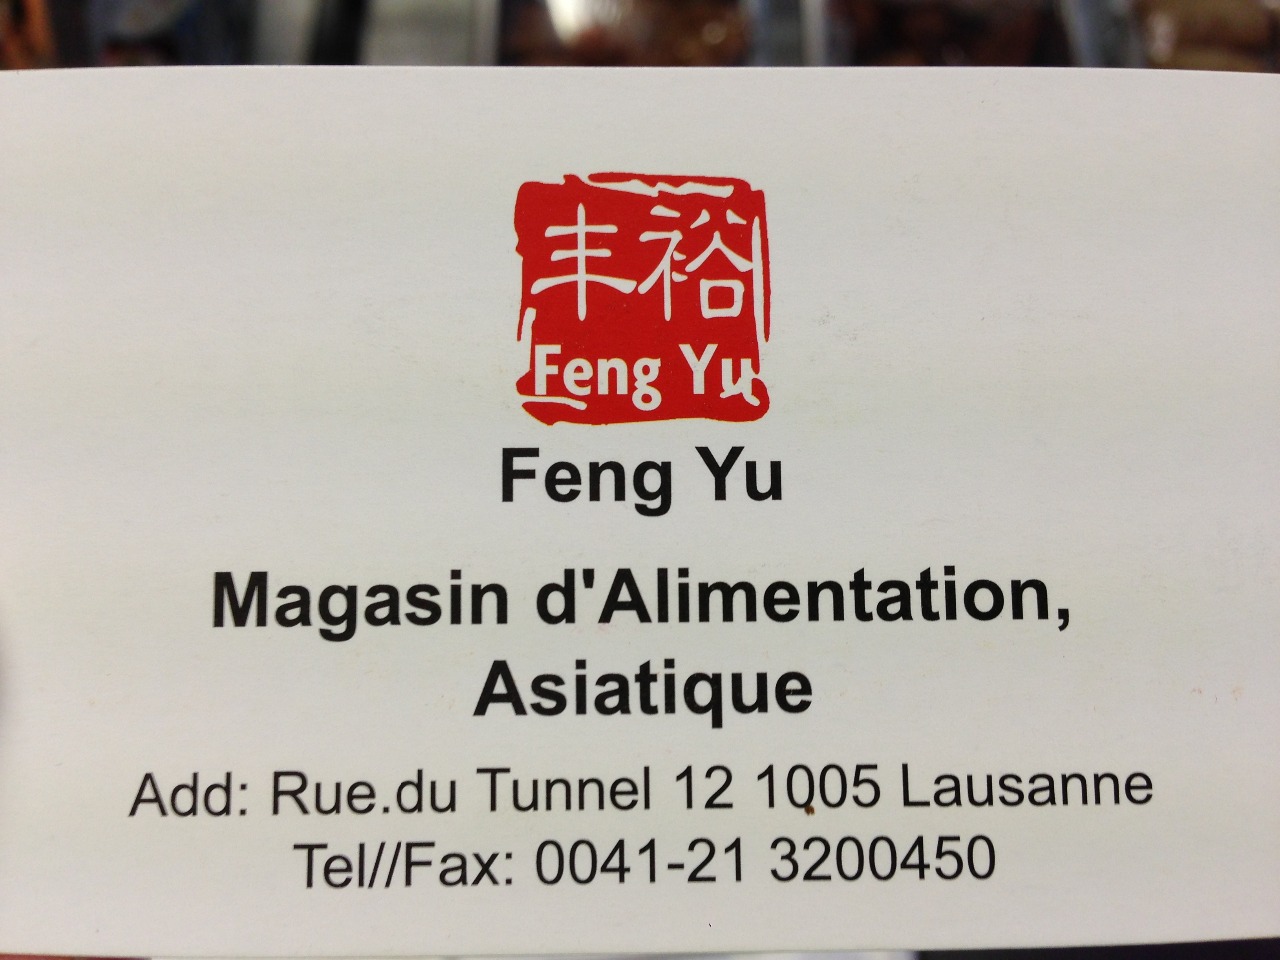 丰裕
Feng Yu
Feng Yu
Magasin d'Alimentation,
Asiatique
Add: Rue.du Tunnel 12 1005 Lausanne
Tel//Fax: 0041-21 3200450